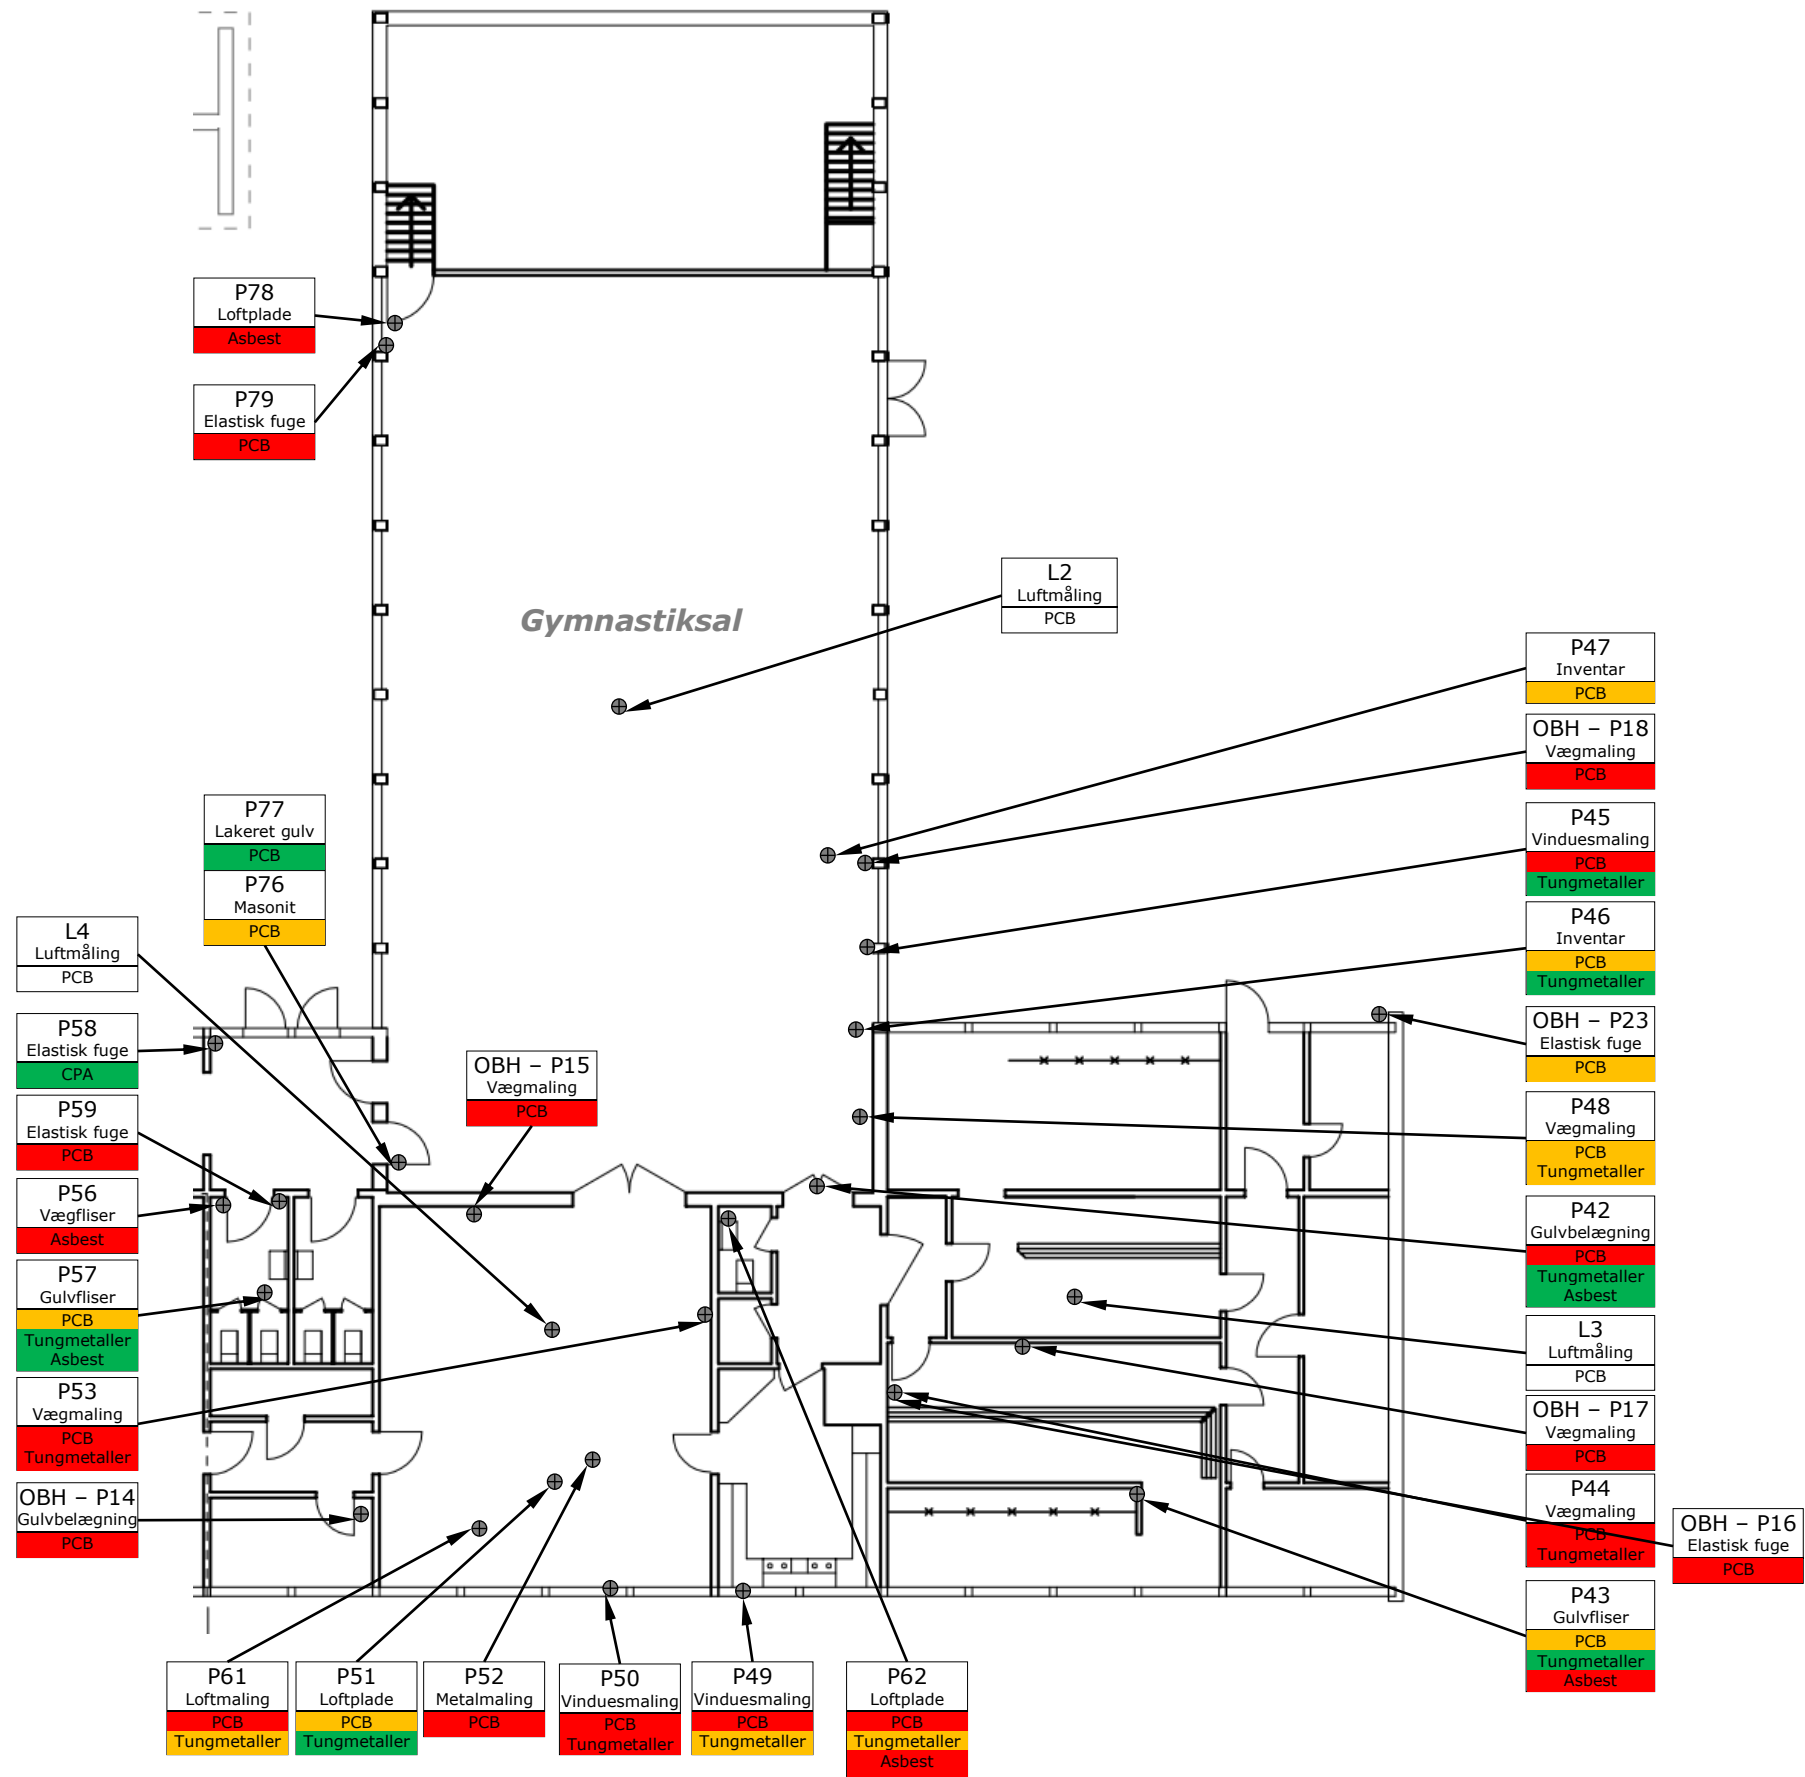 P78
Loftplade
Asbest
P79
Elastisk fuge
PCB
L2
Luftmåling
PCB
Gymnastiksal
P47
Inventar
PCB
OBH – P18
Vægmaling
PCB
P45
Vinduesmaling
PCB
Tungmetaller
P46
Inventar
PCB
Tungmetaller
OBH – P23
Elastisk fuge
PCB
P48
Vægmaling
PCB
Tungmetaller
P42
Gulvbelægning
PCB
Tungmetaller
Asbest
L3
Luftmåling
PCB
OBH – P17
Vægmaling
PCB
P44
Vægmaling
PCB
Tungmetaller
OBH – P16
Elastisk fuge
PCB
P43
Gulvfliser
PCB
Tungmetaller
Asbest
P77
Lakeret gulv
PCB
P76
Masonit
PCB
L4
Luftmåling
PCB
P58
Elastisk fuge
CPA
OBH – P15
Vægmaling
PCB
P59
Elastisk fuge
PCB
P56
Vægfliser
Asbest
P57
Gulvfliser
PCB
Tungmetaller
Asbest
P53
Vægmaling
PCB
Tungmetaller
OBH – P14
Gulvbelægning
PCB
P61
Loftmaling
PCB
Tungmetaller
P51
Loftplade
PCB
Tungmetaller
P52
Metalmaling
PCB
P50
Vinduesmaling
PCB
Tungmetaller
P49
Vinduesmaling
PCB
Tungmetaller
P62
Loftplade
PCB
Tungmetaller
Asbest